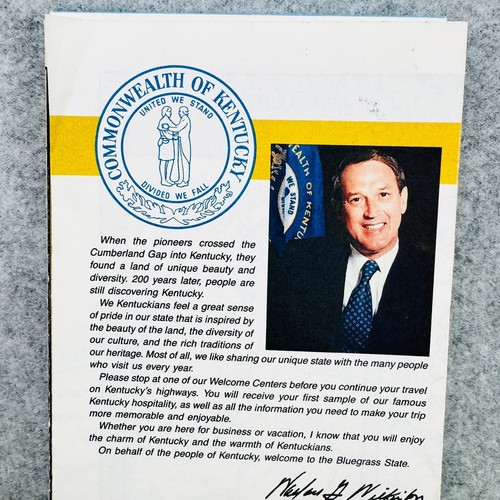 COMMONWEALTH OF KENTUCKY
UNITED WE STAND
DIVIDED WE FALL
WEALTH OF KENTU
WE STAND
When the pioneers crossed the
Cumberland Gap into Kentucky, they
found a land of unique beauty and
diversity. 200 years later, people are
still discovering Kentucky.
We Kentuckians feel a great sense
of pride in our state that is inspired by
the beauty of the land, the diversity of
our culture, and the rich traditions of
our heritage. Most of all, we like sharing our unique state with the many people
who visit us every year.
Please stop at one of our Welcome Centers before you continue your travel
on Kentucky's highways. You will receive your first sample of our famous
Kentucky hospitality, as well as all the information you need to make your trip
more memorable and enjoyable.
Whether you are here for business or vacation, I know that you will enjoy
the charm of Kentucky and the warmth of Kentuckians.
On behalf of the people of Kentucky, welcome to the Bluegrass State.